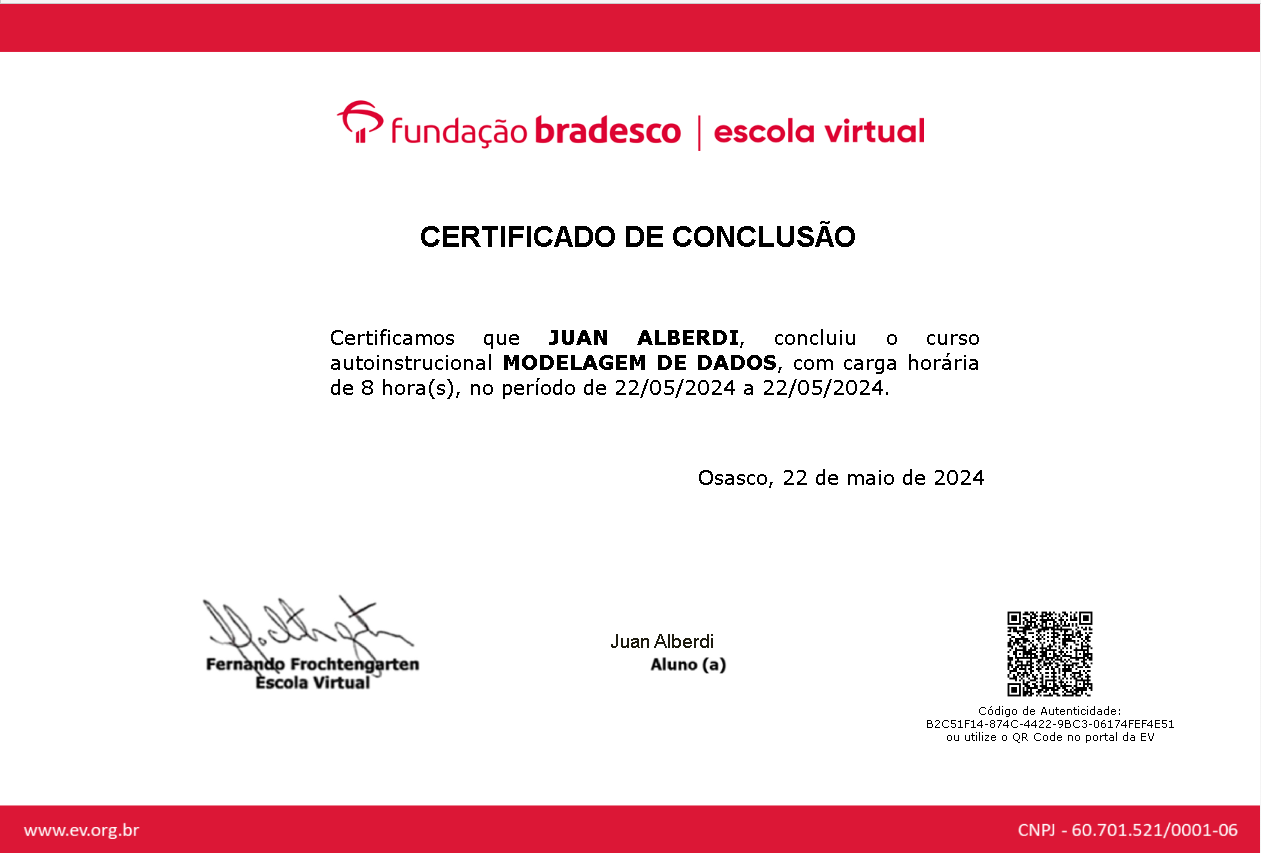 fundação bradesco | escola virtual
CERTIFICADO DE CONCLUSÃO
Certificamos que JUAN ALBERDI, concluiu o curso
autoinstrucional MODELAGEM DE DADOS, com carga horária
de 8 hora(s), no período de 22/05/2024 a 22/05/2024.
Osasco, 22 de maio de 2024
Fernando Frochtengarten
Escola Virtual
Juan Alberdi
Aluno (a)
Código de Autenticidade:
B2C51F14-874C-4422-9BC3-06174FEF4E51
ou utilize o QR Code no portal da EV
www.ev.org.br
CNPJ - 60.701.521/0001-06